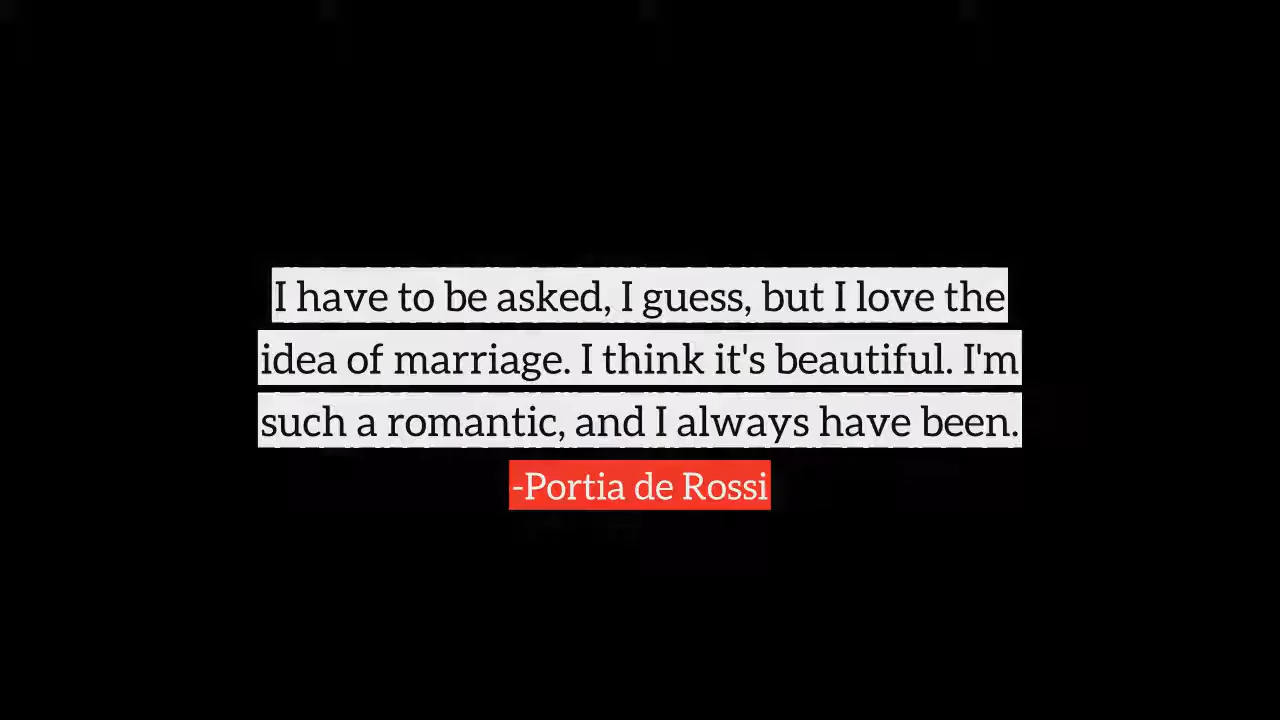 I have to be asked, I guess, but I love the
idea of marriage. I think it's beautiful. I'm
such a romantic, and I always have been.
-Portia de Rossi